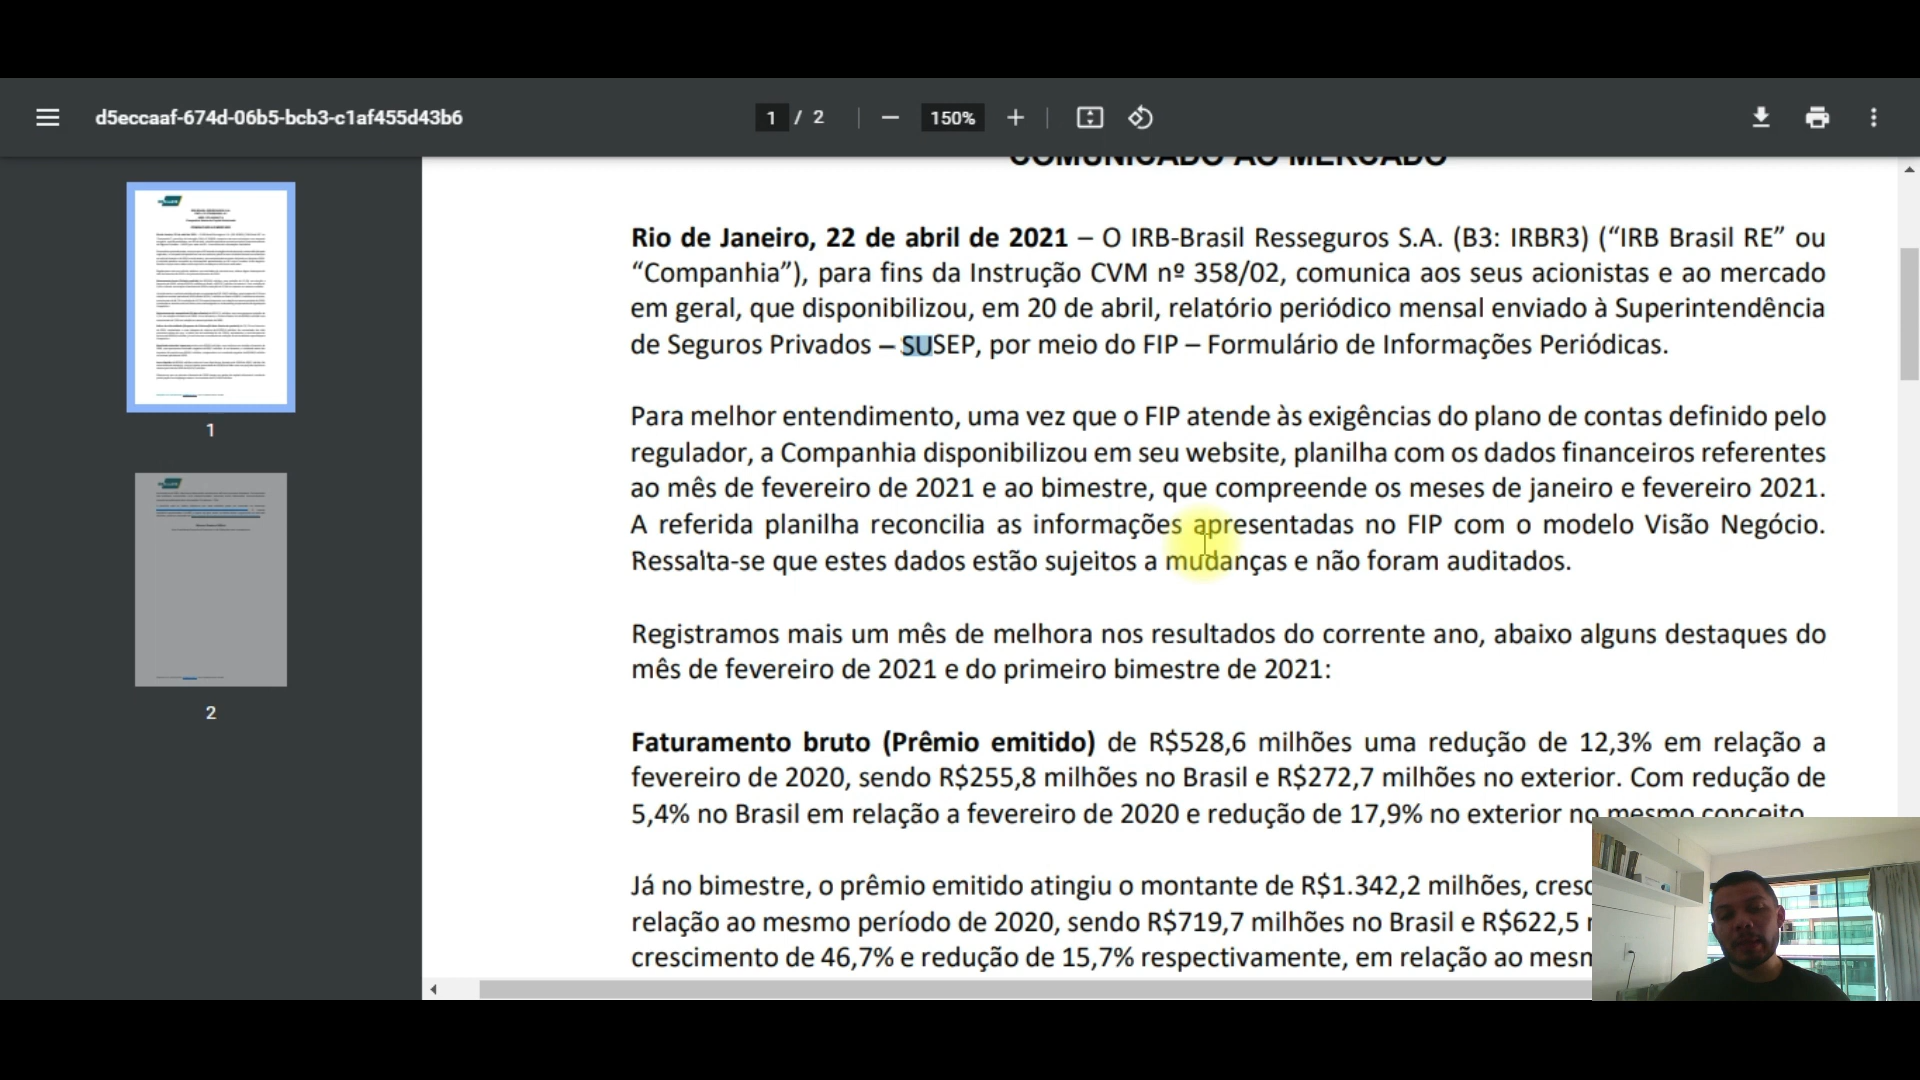 d5eccaaf-674d-06b5-bcb3-c1af455d43b6
1 / 2
150%
COMUNICADO AO MERCADO
Rio de Janeiro, 22 de abril de 2021 – O IRB-Brasil Resseguros S.A. (B3: IRBR3) (“IRB Brasil RE” ou
“Companhia”), para fins da Instrução CVM nº 358/02, comunica aos seus acionistas e ao mercado
em geral, que disponibilizou, em 20 de abril, relatório periódico mensal enviado à Superintendência
de Seguros Privados – SUSEP, por meio do FIP – Formulário de Informações Periódicas.
Para melhor entendimento, uma vez que o FIP atende às exigências do plano de contas definido pelo
regulador, a Companhia disponibilizou em seu website, planilha com os dados financeiros referentes
ao mês de fevereiro de 2021 e ao bimestre, que compreende os meses de janeiro e fevereiro 2021.
A referida planilha reconcilia as informações apresentadas no FIP com o modelo Visão Negócio.
Ressalta-se que estes dados estão sujeitos a mudanças e não foram auditados.
Registramos mais um mês de melhora nos resultados do corrente ano, abaixo alguns destaques do
mês de fevereiro de 2021 e do primeiro bimestre de 2021:
Faturamento bruto (Prêmio emitido) de R$528,6 milhões uma redução de 12,3% em relação a
fevereiro de 2020, sendo R$255,8 milhões no Brasil e R$272,7 milhões no exterior. Com redução de
5,4% no Brasil em relação a fevereiro de 2020 e redução de 17,9% no exterior no mesmo conceito.
Já no bimestre, o prêmio emitido atingiu o montante de R$1.342,2 milhões,
relação ao mesmo período de 2020, sendo R$719,7 milhões no Brasil e R$622,5
crescimento de 46,7% e redução de 15,7% respectivamente, em relação ao
1
2